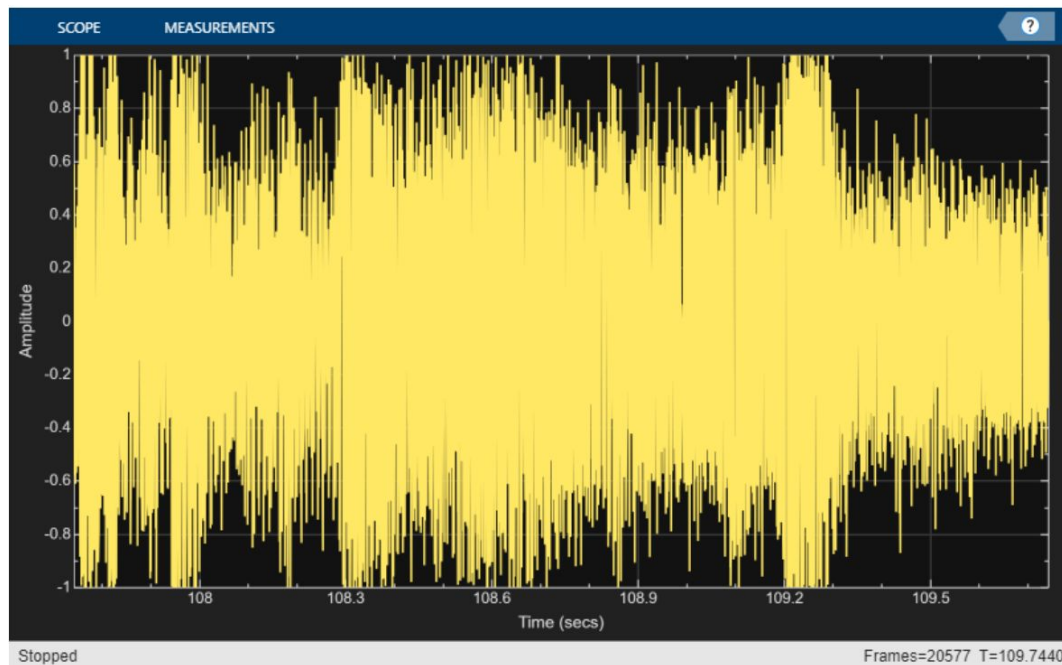 SCOPE MEASUREMENTS ?
1
0.8
0.6
0.4
0.2
0
-0.2
-0.4
-0.6
-0.8
-1
Amplitude
108 108.3 108.6 108.9 109.2 109.5
Time (secs)
Stopped Frames=20577 T=109.7440